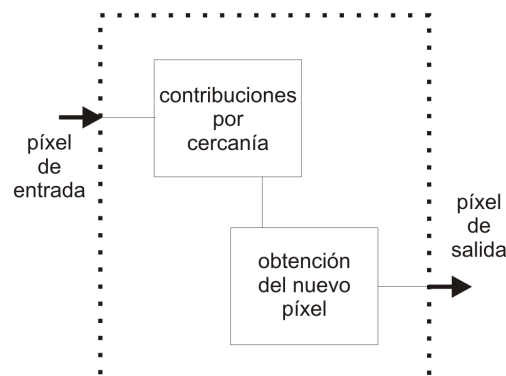 contribuciones
por
cercanía
píxel
de
entrada
píxel
de
salida
obtención
del nuevo
píxel